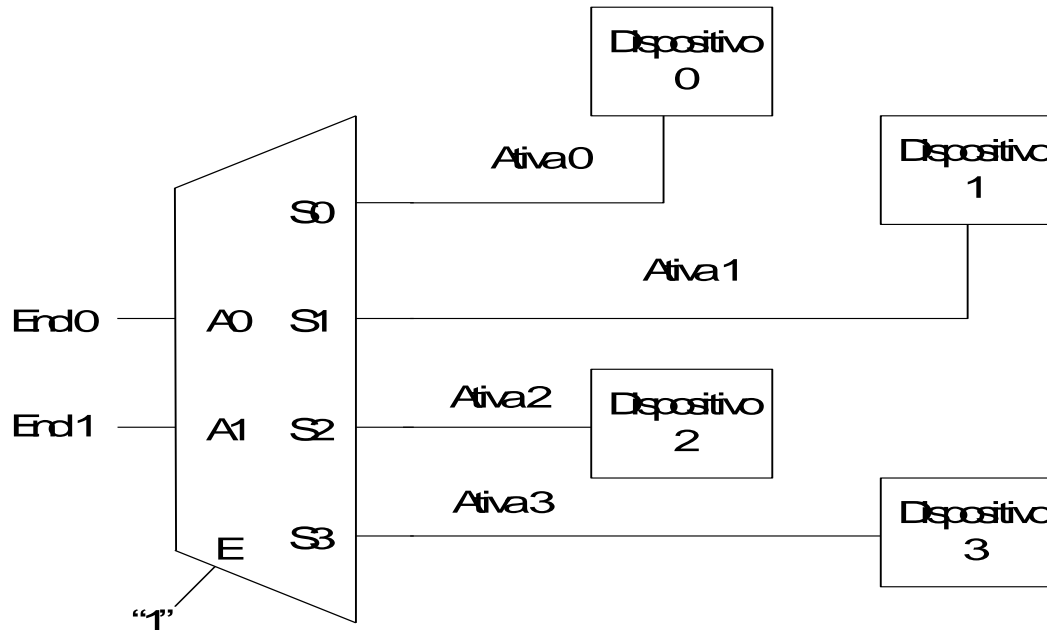 Dispositivo
0
Ativa0
Dispositivo
1
S0
Ativa1
End0
A0
S1
Ativa2
Dispositivo
2
End1
A1
S2
Ativa3
Dispositivo
3
E
S3
“1”